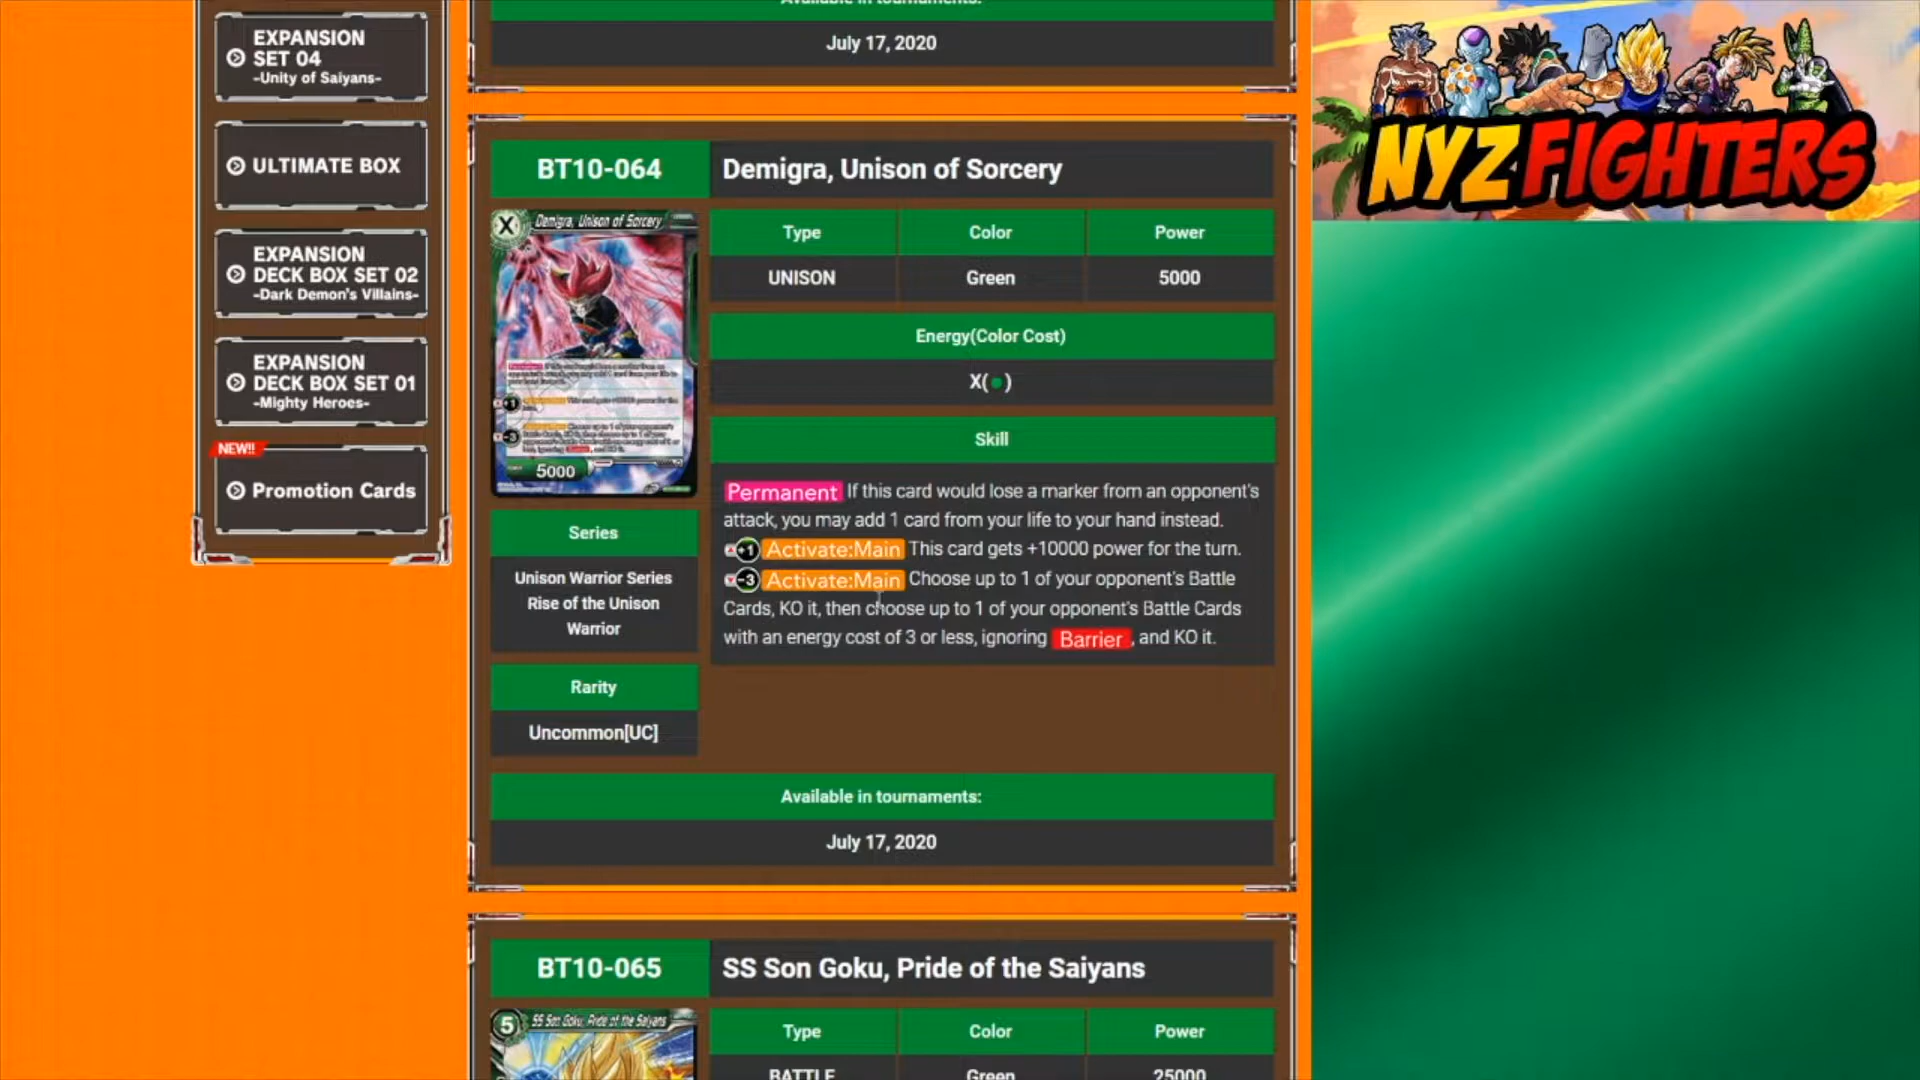 EXPANSION
SET 04
-Unity of Saiyans-
ULTIMATE BOX
EXPANSION
DECK BOX SET 02
-Dark Demon's Villains-
EXPANSION
DECK BOX SET 01
-Mighty Heroes-
NEW!!
Promotion Cards
Available in tournaments:
July 17, 2020
BT10-064
Demigra, Unison of Sorcery
X
Demigra, Unison of Sorcery
+1
-3
5000
Type
Color
Power
UNISON
Green
5000
Energy(Color Cost)
X( )
Skill
Permanent If this card would lose a marker from an opponent's
attack, you may add 1 card from your life to your hand instead.
+1 Activate:Main This card gets +10000 power for the turn.
-3 Activate:Main Choose up to 1 of your opponent's Battle
Cards, KO it, then choose up to 1 of your opponent's Battle Cards
with an energy cost of 3 or less, ignoring Barrier , and KO it.
Series
Unison Warrior Series
Rise of the Unison
Warrior
Rarity
Uncommon[UC]
Available in tournaments:
July 17, 2020
BT10-065
SS Son Goku, Pride of the Saiyans
5
SS Son Goku, Pride of the Saiyans
Type
Color
Power
BATTLE
Green
25000
NYZ FIGHTERS